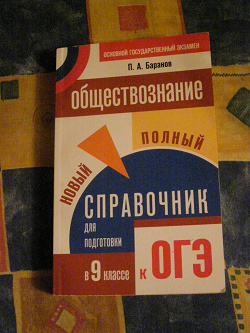 ОСНОВНОЙ ГОСУДАРСТВЕННЫЙ ЭКЗАМЕН
П. А. Баранов
ОБЩЕСТВОЗНАНИЕ
НОВЫЙ
ПОЛНЫЙ
СПРАВОЧНИК
ДЛЯ
ПОДГОТОВКИ
в 9 классе
к ОГЭ